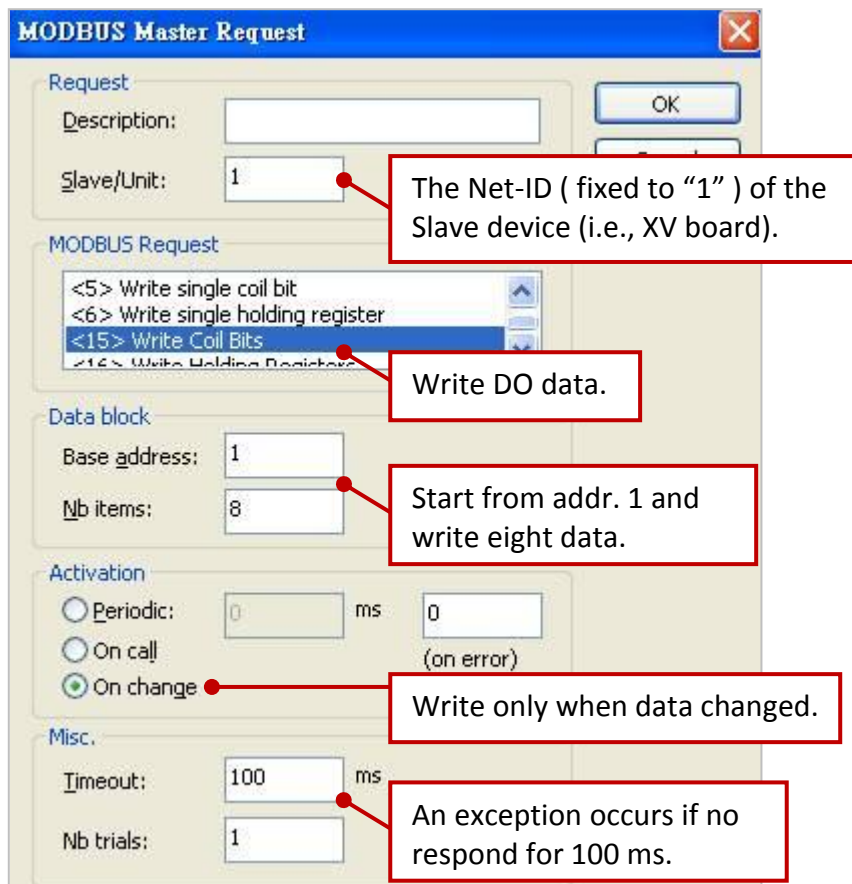 MODBUS Master Request
Request
Description:
OK
Slave/Unit:
1
The Net-ID ( fixed to “1” ) of the
Slave device (i.e., XV board).
MODBUS Request
<5> Write single coil bit
<6> Write single holding register
<15> Write Coil Bits
<16> Write Holding Registers
Write DO data.
Data block
Base address:
1
Nb items:
8
Start from addr. 1 and
write eight data.
Activation
Periodic:
0
ms
0
On call
(on error)
On change
Write only when data changed.
Misc.
Timeout:
100
ms
An exception occurs if no
respond for 100 ms.
Nb trials:
1